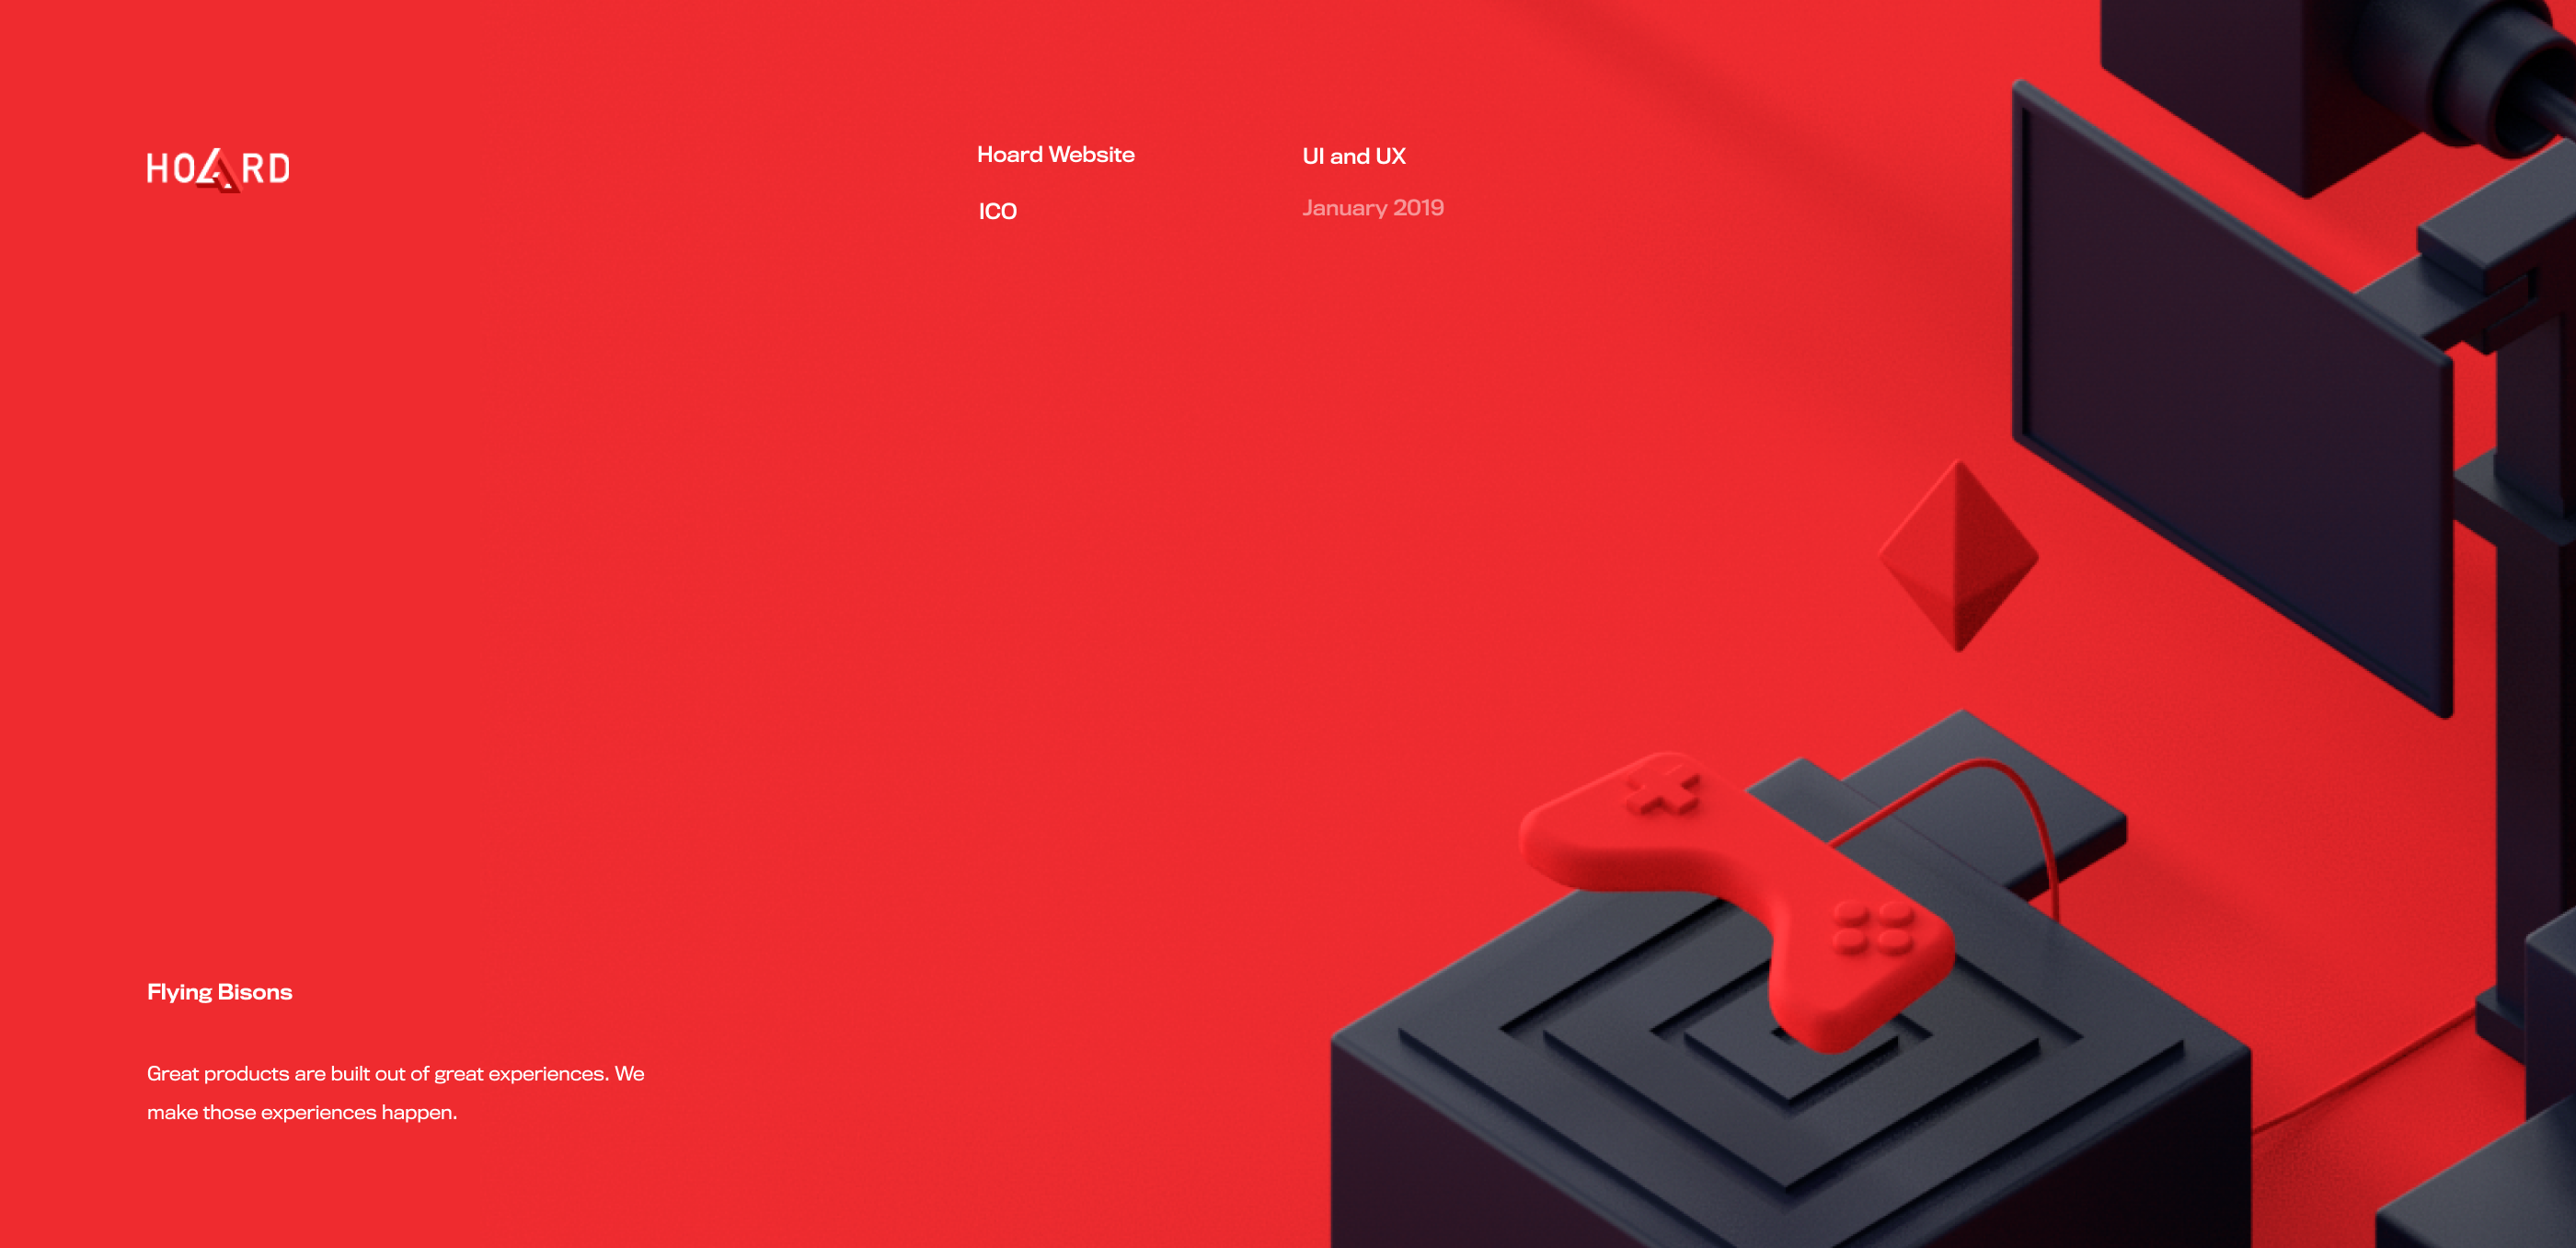 HOARD
Hoard Website
ICO
UI and UX
January 2019
Flying Bisons
Great products are built out of great experiences. We
make those experiences happen.